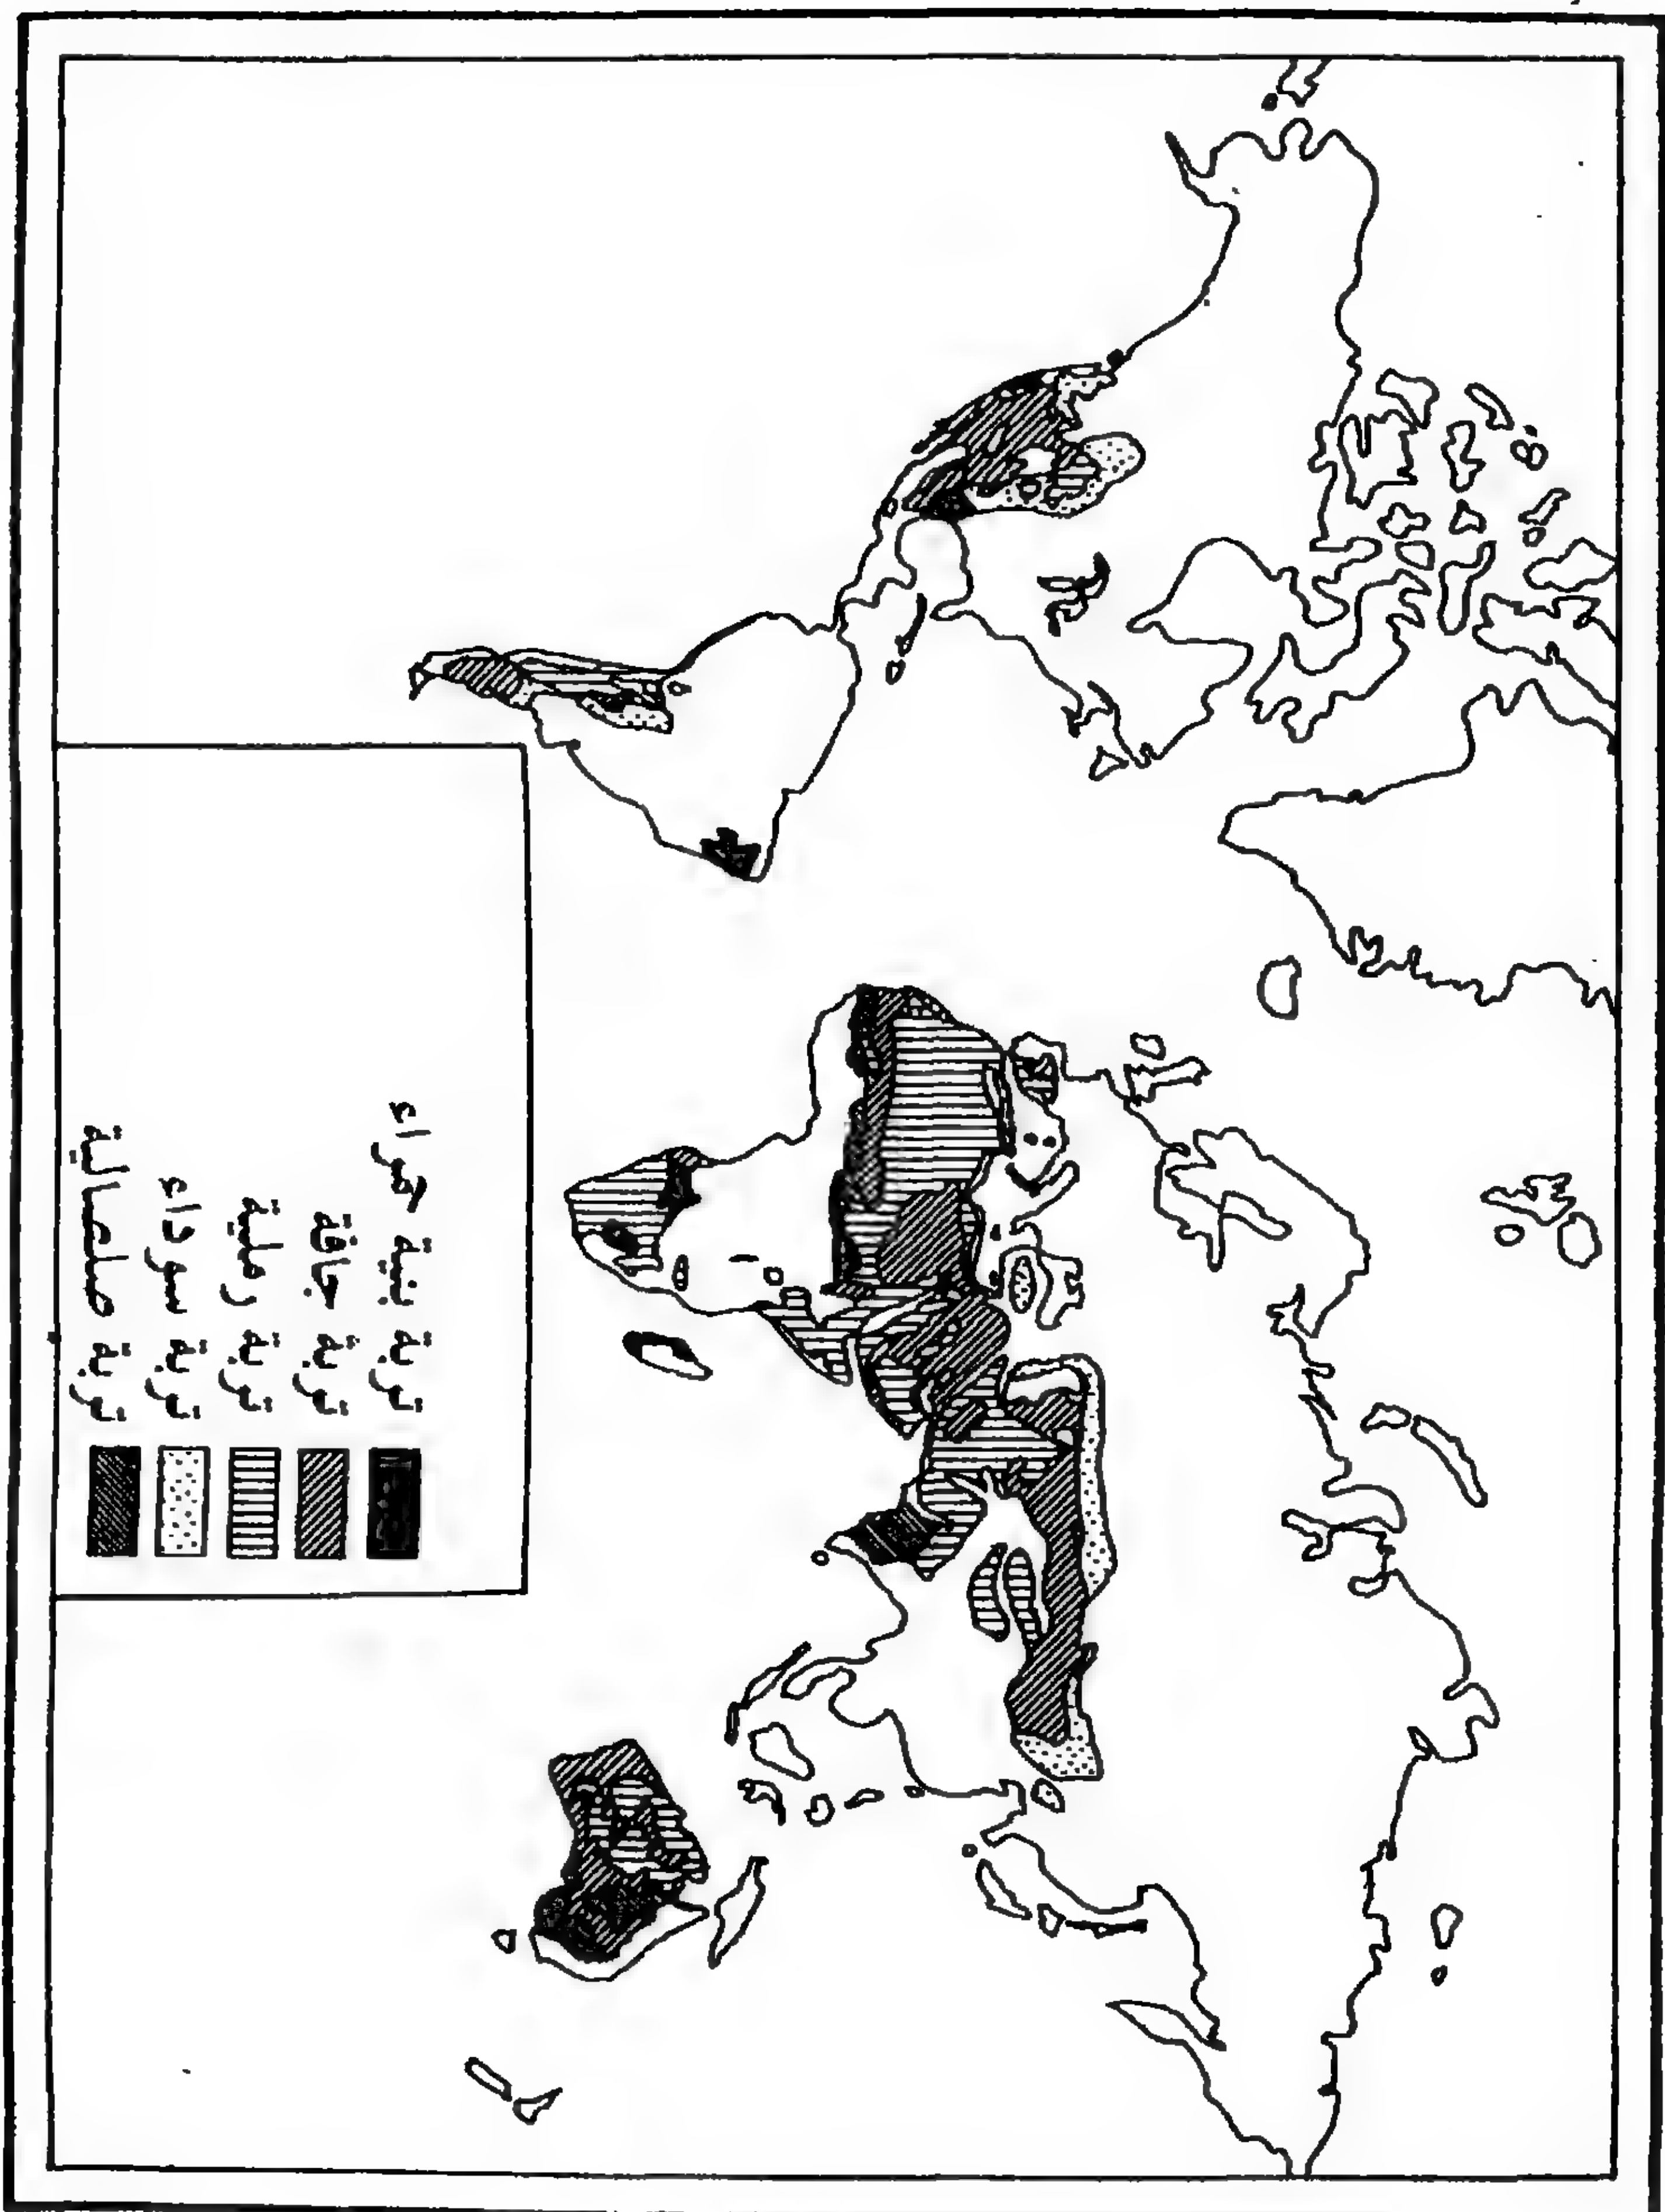 تربة بنية حمراء
تربة جافة
تربة رملية
تربة سوداء
تربة صلصالية